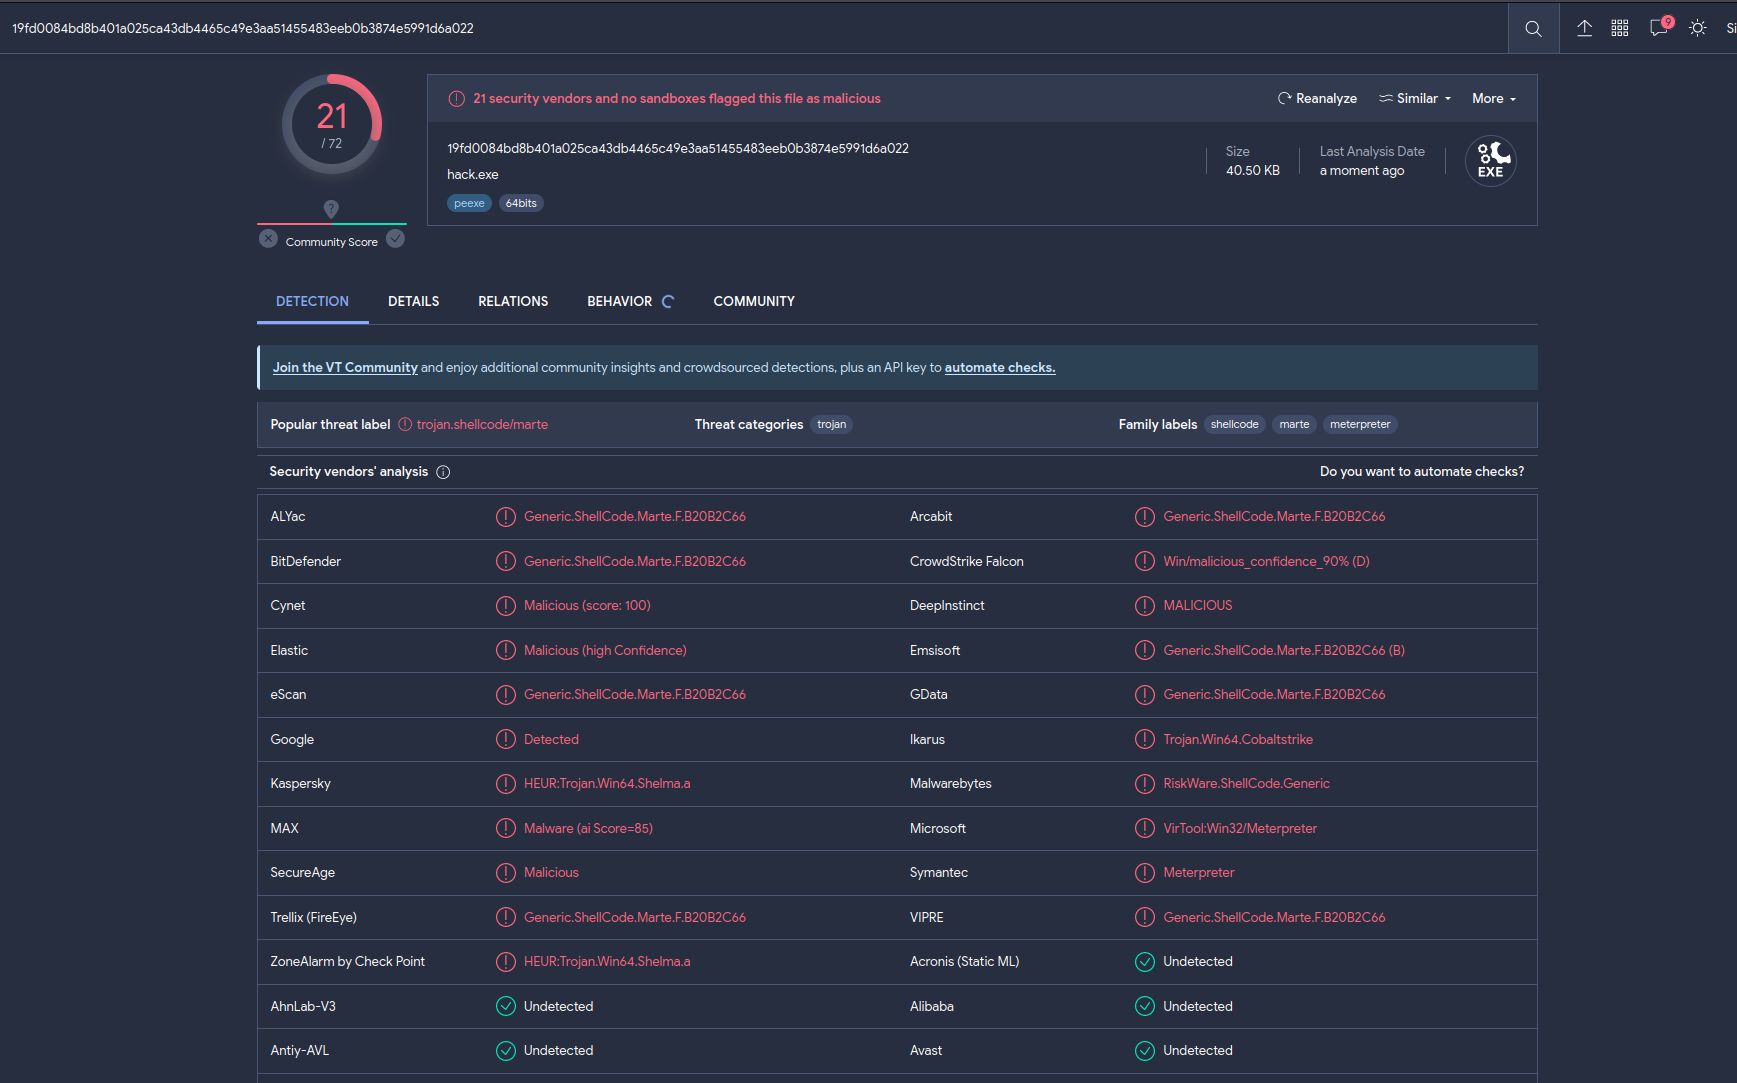 19fd0084bd8b401a025ca43db4465c49e3aa51455483eeb0b3874e5991d6a022
9
Si
21
/ 72
21 security vendors and no sandboxes flagged this file as malicious
Reanalyze Similar More
19fd0084bd8b401a025ca43db4465c49e3aa51455483eeb0b3874e5991d6a022
hack.exe
peexe 64bits
Size
40.50 KB
Last Analysis Date
a moment ago
EXE
?
Community Score
DETECTION DETAILS RELATIONS BEHAVIOR COMMUNITY
Join the VT Community and enjoy additional community insights and crowdsourced detections, plus an API key to automate checks.
Popular threat label trojan.shellcode/marte Threat categories trojan Family labels shellcode marte meterpreter
Security vendors' analysis Do you want to automate checks?
ALYac Generic.ShellCode.Marte.F.B20B2C66 Arcabit Generic.ShellCode.Marte.F.B20B2C66
BitDefender Generic.ShellCode.Marte.F.B20B2C66 CrowdStrike Falcon Win/malicious_confidence_90% (D)
Cynet Malicious (score: 100) DeepInstinct MALICIOUS
Elastic Malicious (high Confidence) Emsisoft Generic.ShellCode.Marte.F.B20B2C66 (B)
eScan Generic.ShellCode.Marte.F.B20B2C66 GData Generic.ShellCode.Marte.F.B20B2C66
Google Detected Ikarus Trojan.Win64.Cobaltstrike
Kaspersky HEUR:Trojan.Win64.Shelma.a Malwarebytes RiskWare.ShellCode.Generic
MAX Malware (ai Score=85) Microsoft VirTool:Win32/Meterpreter
SecureAge Malicious Symantec Meterpreter
Trellix (FireEye) Generic.ShellCode.Marte.F.B20B2C66 VIPRE Generic.ShellCode.Marte.F.B20B2C66
ZoneAlarm by Check Point HEUR:Trojan.Win64.Shelma.a Acronis (Static ML) Undetected
AhnLab-V3 Undetected Alibaba Undetected
Antiy-AVL Undetected Avast Undetected